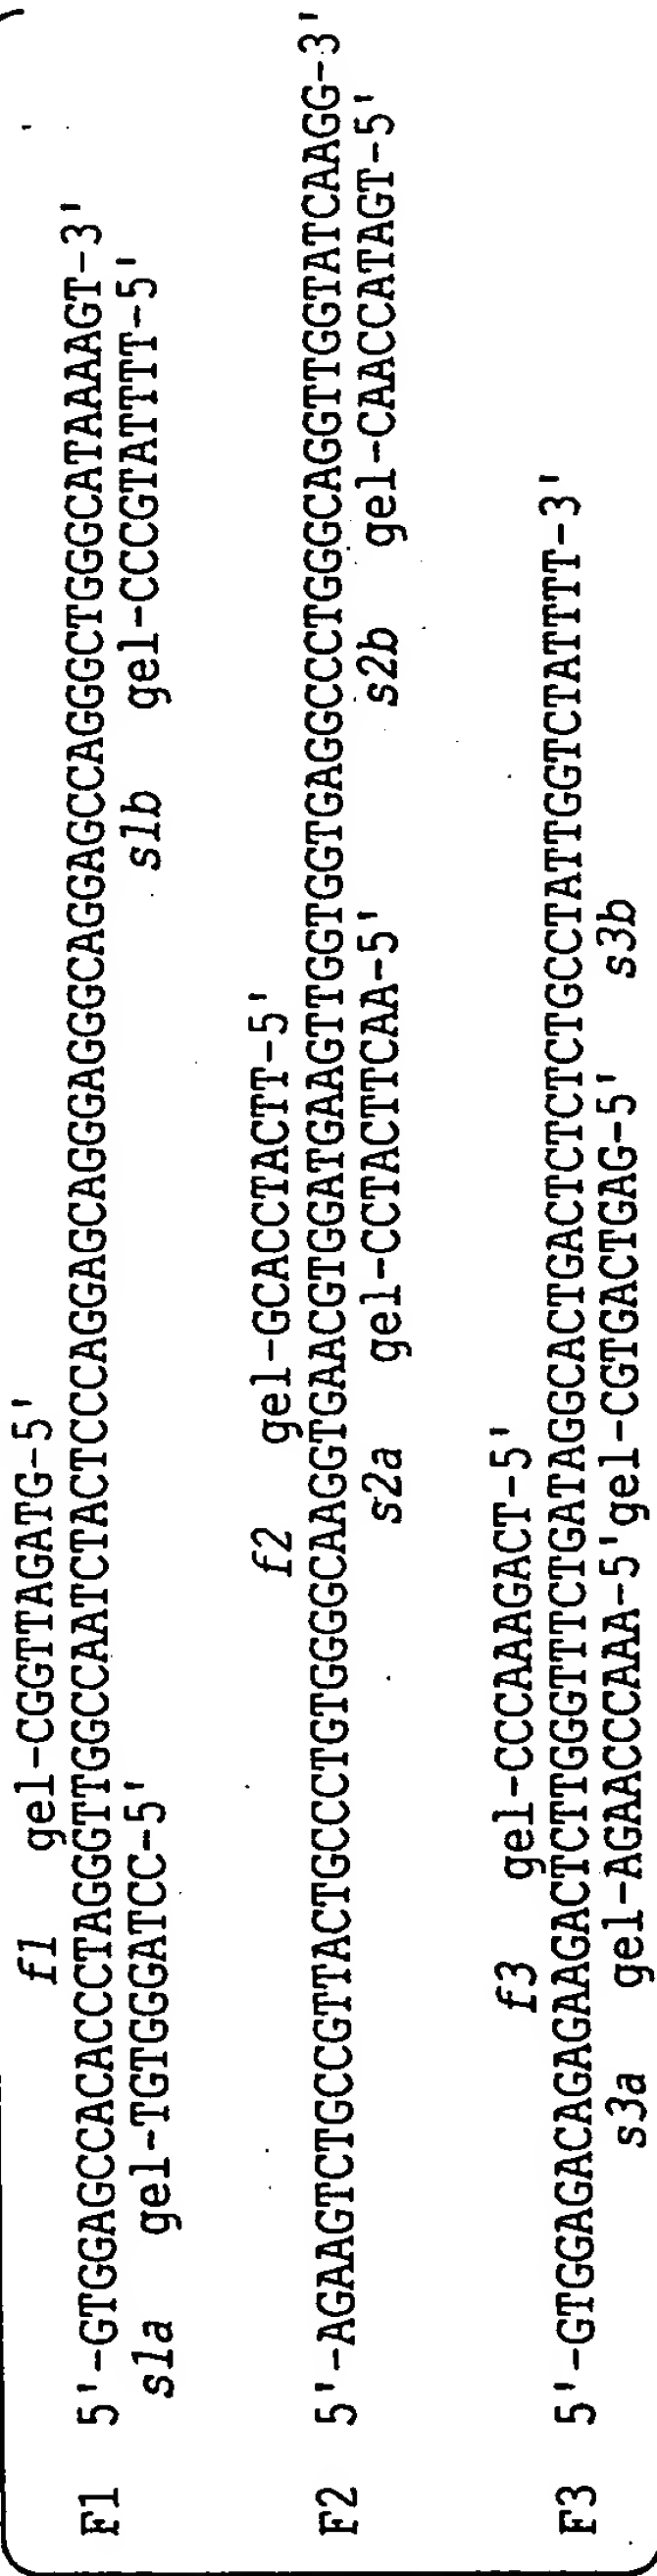 f1 gel-CGGTTAGATG-5'
F1 5'-GTGGAGCCACACCCTAGGGTTGGCCAATCTACTCCCAGGAGCAGGGAGGGCAGGAGCCAGGGCTGGGCATAAAAGT-3'
s1a gel-TGTGGGATCC-5' s1b gel-CCCGTATTTT-5'
f2 gel-GCACCTACTT-5'
F2 5'-AGAAGTCTGCCGTTACTGCCCTGTGGGGCAAGGTGAACGTGGATGAAGTTGGTGGTGAGGCCCTGGGCAGGTTGGTATCAAGG-3'
s2a gel-CCTACTTCAA-5' s2b gel-CAACCATAGT-5'
f3 gel-CCCAAAGACT-5'
F3 5'-GTGGAGACAGAGAAGACTCTTGGGTTTCTGATAGGCACTGACTCTCTCTGCCTATTGGTCTATTTT-3'
s3a gel-AGAACCCAAA-5'gel-CGTGACTGAG-5' s3b